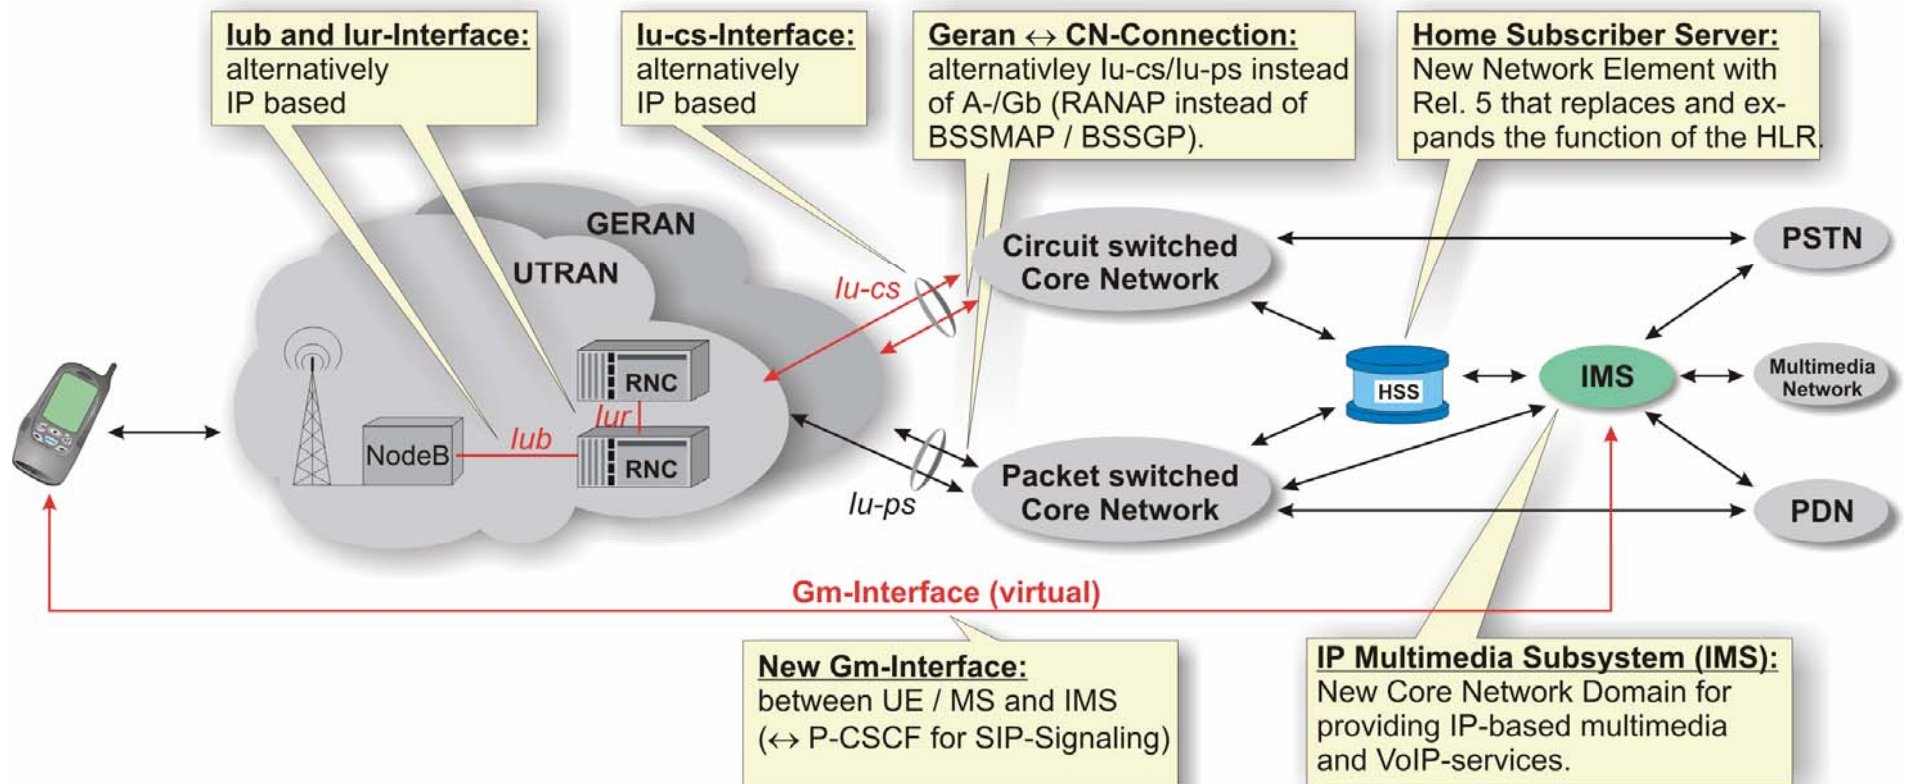 Iub and Iur-Interface:
alternatively
IP based
Iu-cs-Interface:
alternatively
IP based
Geran ↔ CN-Connection:
alternativley Iu-cs/Iu-ps instead
of A-/Gb (RANAP instead of
BSSMAP / BSSGP).
Home Subscriber Server:
New Network Element with
Rel. 5 that replaces and ex-
pands the function of the HLR.
GERAN
UTRAN
Iu-cs
Circuit switched
Core Network
PSTN
RNC
Iur
NodeB
Iub
RNC
HSS
IMS
Multimedia
Network
Iu-ps
Packet switched
Core Network
PDN
Gm-Interface (virtual)
New Gm-Interface:
between UE / MS and IMS
(↔ P-CSCF for SIP-Signaling)
IP Multimedia Subsystem (IMS):
New Core Network Domain for
providing IP-based multimedia
and VoIP-services.